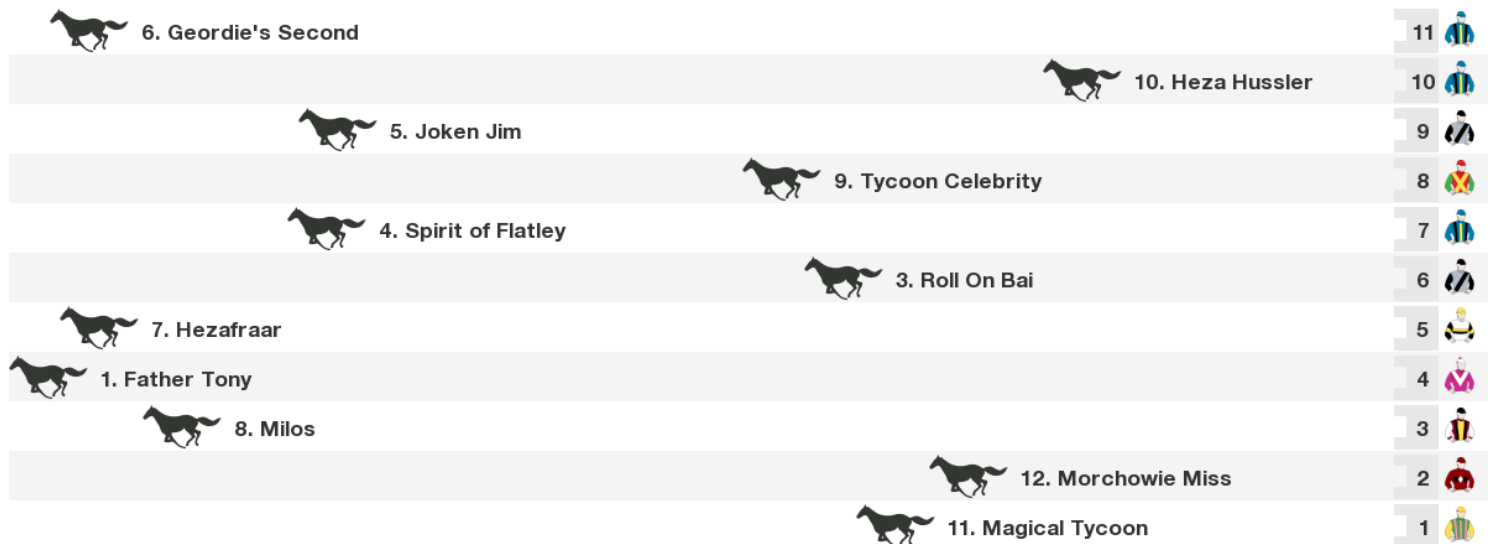 6. Geordie's Second 11
10. Heza Hussler 10
5. Joken Jim 9
9. Tycoon Celebrity 8
4. Spirit of Flatley 7
3. Roll On Bai 6
7. Hezafraar 5
1. Father Tony 4
8. Milos 3
12. Morchowie Miss 2
11. Magical Tycoon 1